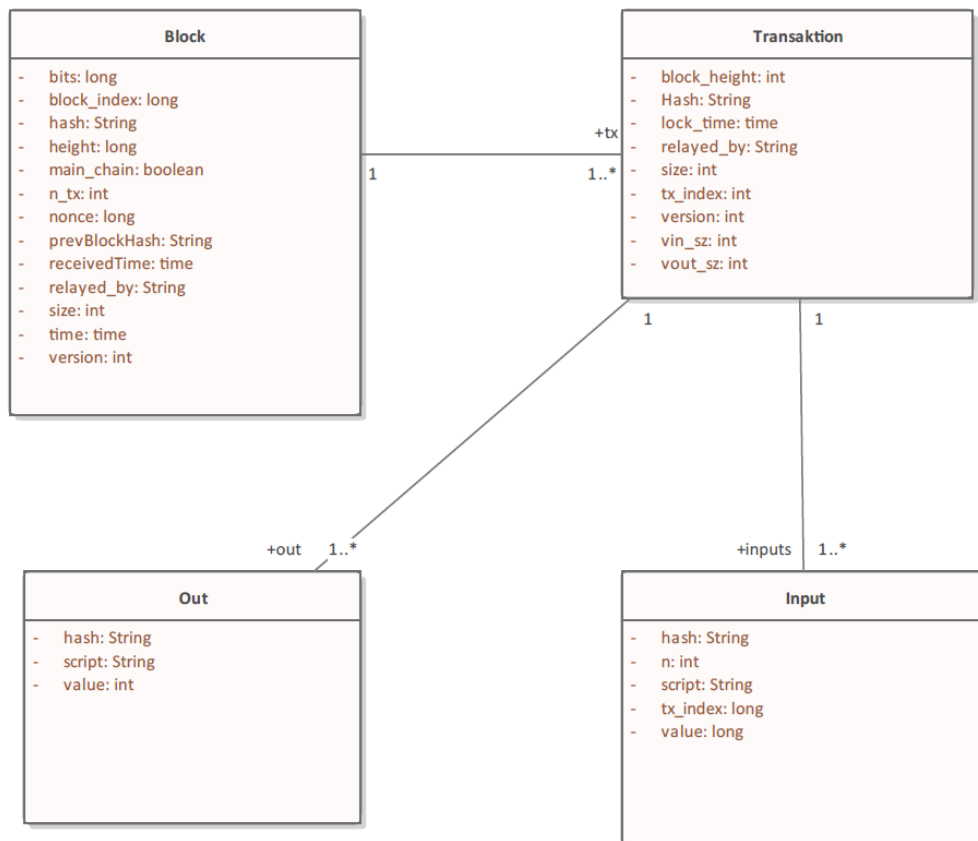 Block
- bits: long
- block_index: long
- hash: String
- height: long
- main_chain: boolean
- n_tx: int
- nonce: long
- prevBlockHash: String
- receivedTime: time
- relayed_by: String
- size: int
- time: time
- version: int
1
+tx
1..*
Transaktion
- block_height: int
- Hash: String
- lock_time: time
- relayed_by: String
- size: int
- tx_index: int
- version: int
- vin_sz: int
- vout_sz: int
1
1
+out 1..*
+inputs 1..*
Out
- hash: String
- script: String
- value: int
Input
- hash: String
- n: int
- script: String
- tx_index: long
- value: long